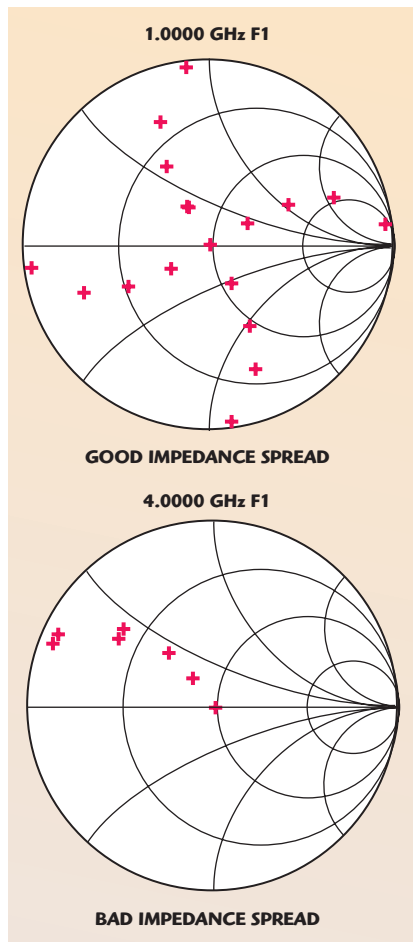 1.0000 GHz F1
GOOD IMPEDANCE SPREAD
4.0000 GHz F1
BAD IMPEDANCE SPREAD